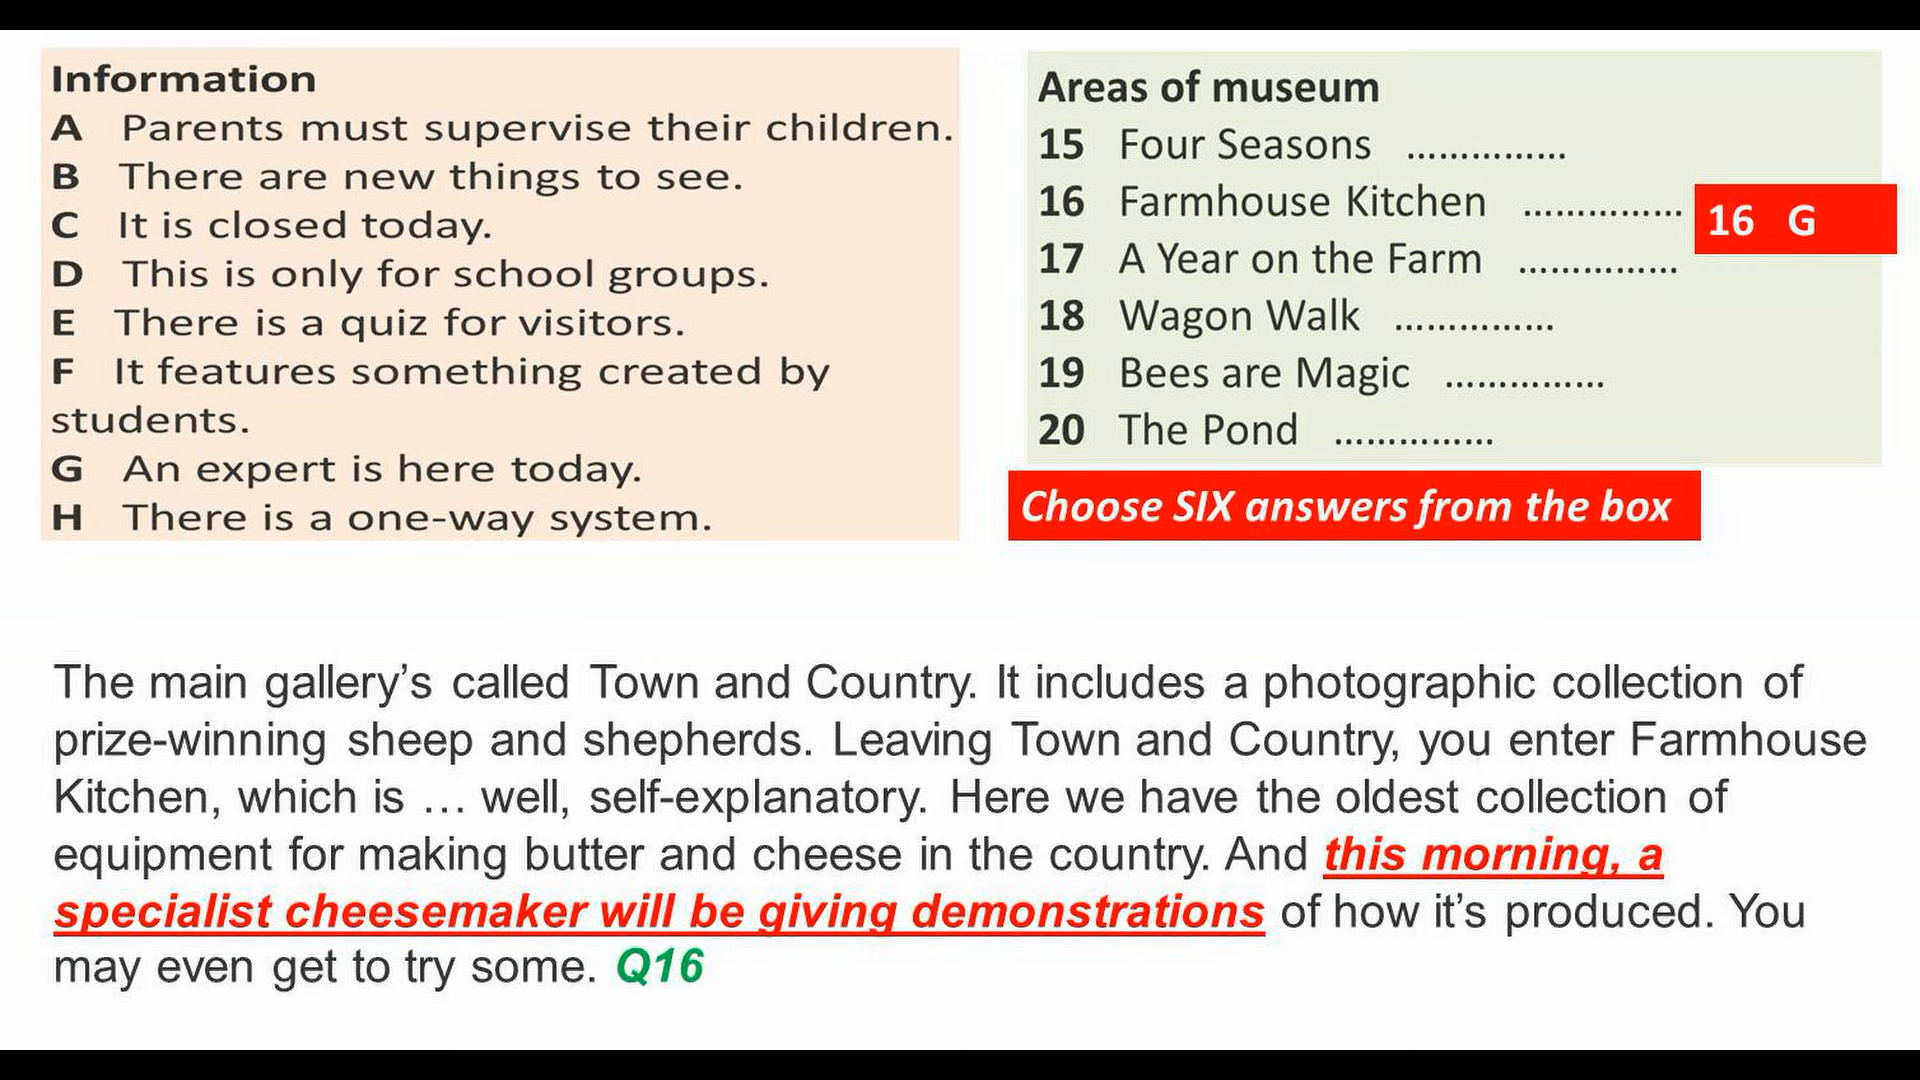 Information
A Parents must supervise their children.
B There are new things to see.
C It is closed today.
D This is only for school groups.
E There is a quiz for visitors.
F It features something created by
students.
G An expert is here today.
H There is a one-way system.
Areas of museum
15 Four Seasons ……………
16 Farmhouse Kitchen ……………
16 G
17 A Year on the Farm ……………
18 Wagon Walk ……………
19 Bees are Magic ……………
20 The Pond ……………
Choose SIX answers from the box
The main gallery’s called Town and Country. It includes a photographic collection of
prize-winning sheep and shepherds. Leaving Town and Country, you enter Farmhouse
Kitchen, which is … well, self-explanatory. Here we have the oldest collection of
equipment for making butter and cheese in the country. And this morning, a
specialist cheesemaker will be giving demonstrations of how it’s produced. You
may even get to try some. Q16